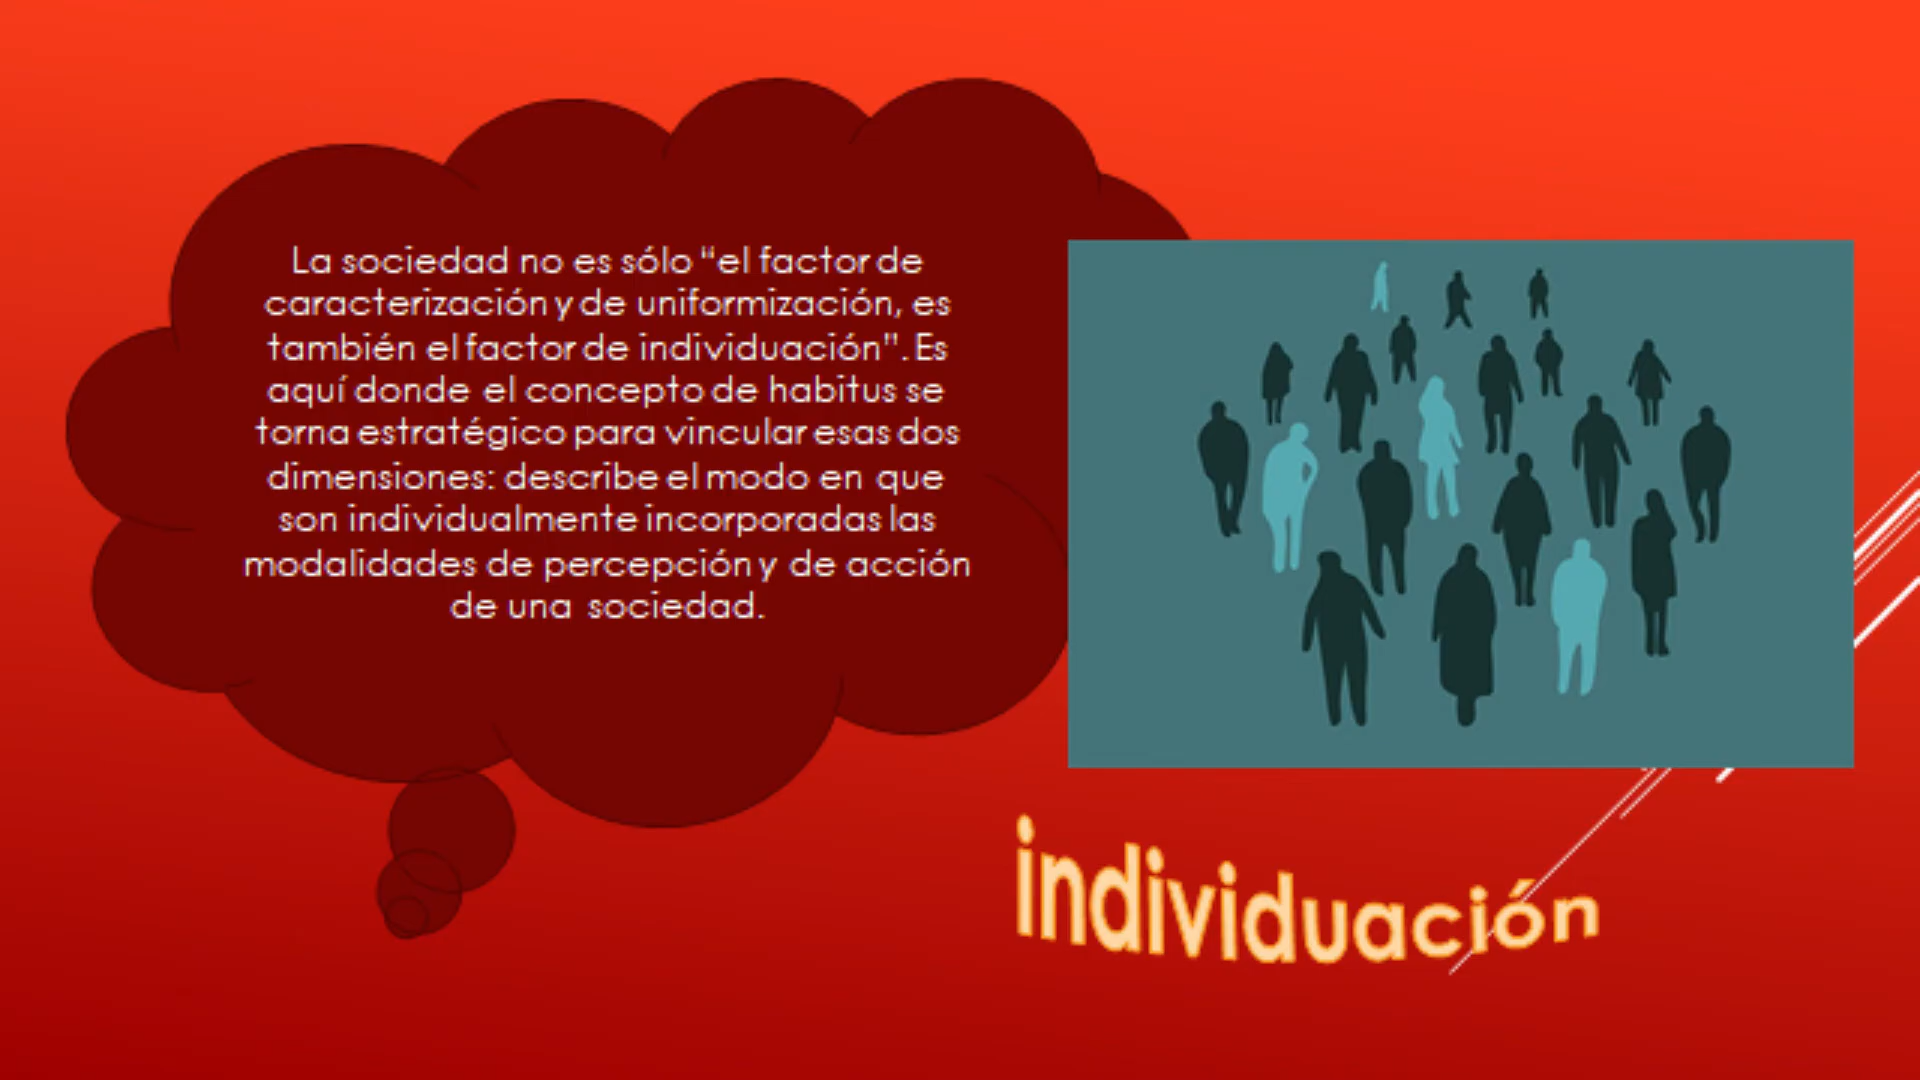 La sociedad no es sólo “el factor de
caracterización y de uniformización, es
también el factor de individuación”. Es
aquí donde el concepto de habitus se
torna estratégico para vincular esas dos
dimensiones: describe el modo en que
son individualmente incorporadas las
modalidades de percepción y de acción
de una sociedad.
individuación